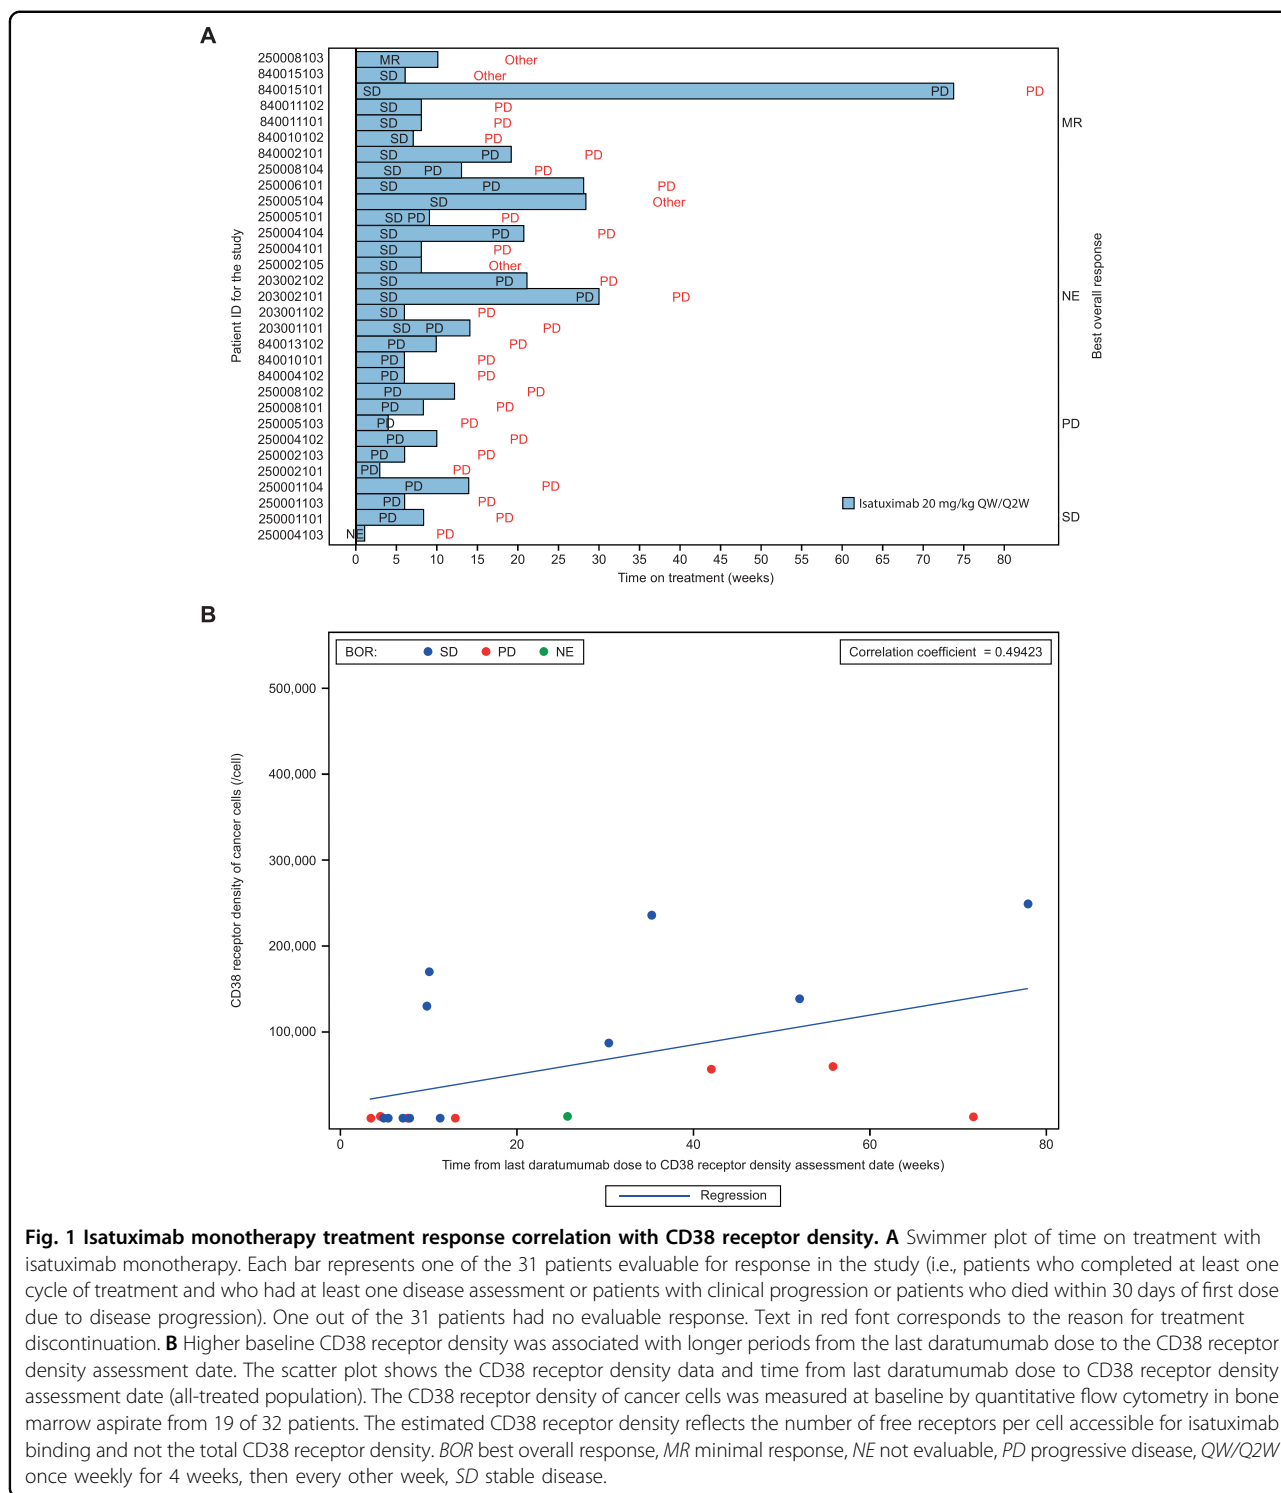 A
250008103 MR Other
840015103 SD Other
840015101 SD PD PD
840011102 SD PD
840011101 SD PD MR
840010102 SD PD
840002101 SD PD PD
250008104 SD PD PD
250006101 SD PD PD
250005104 SD Other
250005101 SD PD PD
250004104 SD PD PD
250004101 SD PD
250002105 SD Other
203002102 SD PD PD
203002101 SD PD PD NE
203001102 SD PD
203001101 SD PD PD
840013102 PD PD
840010101 PD PD
840004102 PD PD
250008102 PD PD
250008101 PD PD
250005103 PD PD PD
250004102 PD PD
250002103 PD PD
250002101 PD PD
250001104 PD PD
250001103 PD PD
250001101 PD PD SD
250004103 NE PD
Patient ID for the study
Best overall response
Isatuximab 20 mg/kg QW/Q2W
0 5 10 15 20 25 30 35 40 45 50 55 60 65 70 75 80
Time on treatment (weeks)
B
BOR: SD PD NE
Correlation coefficient = 0.49423
500,000
400,000
300,000
200,000
100,000
CD38 receptor density of cancer cells (/cell)
0 20 40 60 80
Time from last daratumumab dose to CD38 receptor density assessment date (weeks)
Regression
Fig. 1 Isatuximab monotherapy treatment response correlation with CD38 receptor density. A Swimmer plot of time on treatment with
isatuximab monotherapy. Each bar represents one of the 31 patients evaluable for response in the study (i.e., patients who completed at least one
cycle of treatment and who had at least one disease assessment or patients with clinical progression or patients who died within 30 days of first dose
due to disease progression). One out of the 31 patients had no evaluable response. Text in red font corresponds to the reason for treatment
discontinuation. B Higher baseline CD38 receptor density was associated with longer periods from the last daratumumab dose to the CD38 receptor
density assessment date. The scatter plot shows the CD38 receptor density data and time from last daratumumab dose to CD38 receptor density
assessment date (all-treated population). The CD38 receptor density of cancer cells was measured at baseline by quantitative flow cytometry in bone
marrow aspirate from 19 of 32 patients. The estimated CD38 receptor density reflects the number of free receptors per cell accessible for isatuximab
binding and not the total CD38 receptor density. BOR best overall response, MR minimal response, NE not evaluable, PD progressive disease, QW/Q2W
once weekly for 4 weeks, then every other week, SD stable disease.